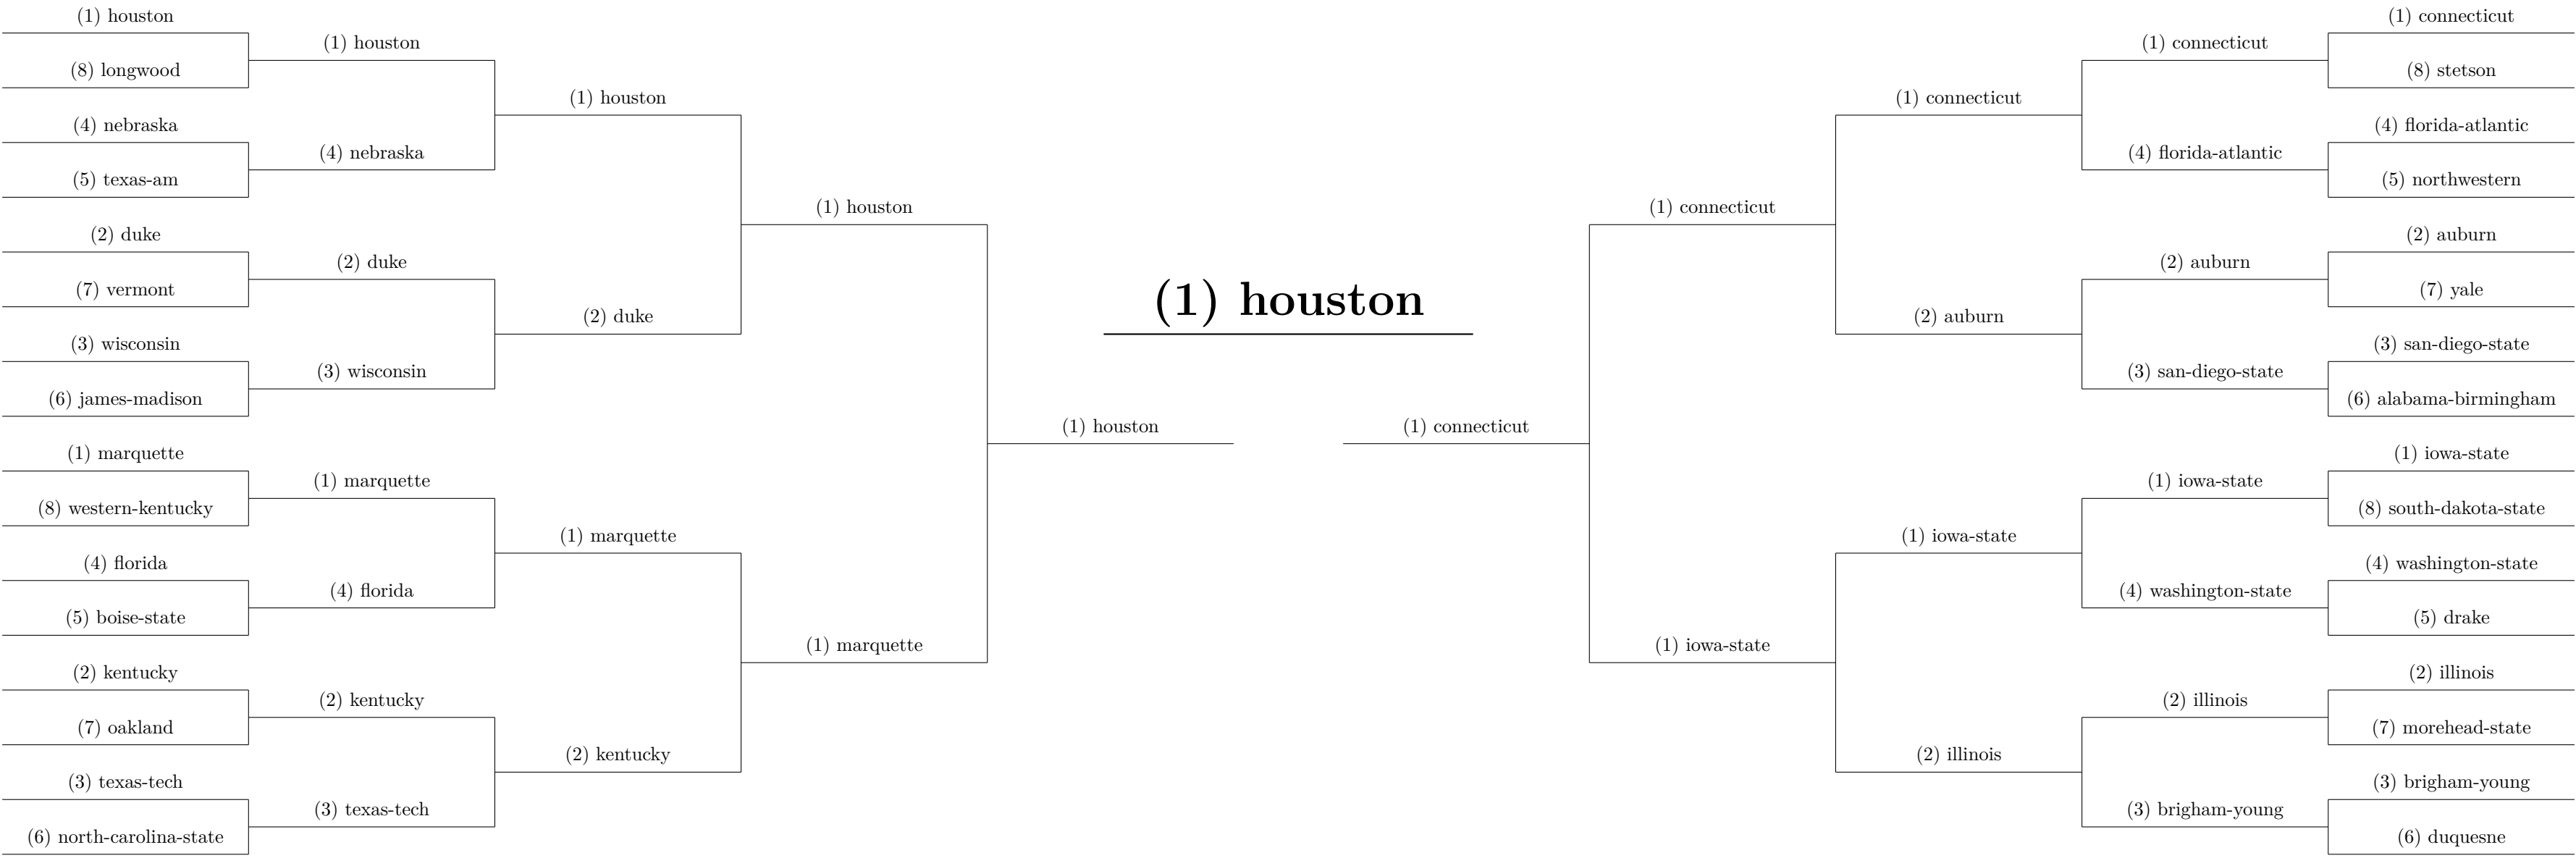 (1) houston
(8) longwood
(4) nebraska
(5) texas-am
(2) duke
(7) vermont
(3) wisconsin
(6) james-madison
(1) marquette
(8) western-kentucky
(4) florida
(5) boise-state
(2) kentucky
(7) oakland
(3) texas-tech
(6) north-carolina-state
(1) houston
(4) nebraska
(2) duke
(3) wisconsin
(1) marquette
(4) florida
(2) kentucky
(3) texas-tech
(1) houston
(2) duke
(1) marquette
(2) kentucky
(1) houston
(1) marquette
(1) houston
(1) houston
(1) connecticut
(1) connecticut
(1) iowa-state
(1) connecticut
(2) auburn
(1) iowa-state
(2) illinois
(1) connecticut
(4) florida-atlantic
(2) auburn
(3) san-diego-state
(1) iowa-state
(4) washington-state
(2) illinois
(3) brigham-young
(1) connecticut
(8) stetson
(4) florida-atlantic
(5) northwestern
(2) auburn
(7) yale
(3) san-diego-state
(6) alabama-birmingham
(1) iowa-state
(8) south-dakota-state
(4) washington-state
(5) drake
(2) illinois
(7) morehead-state
(3) brigham-young
(6) duquesne